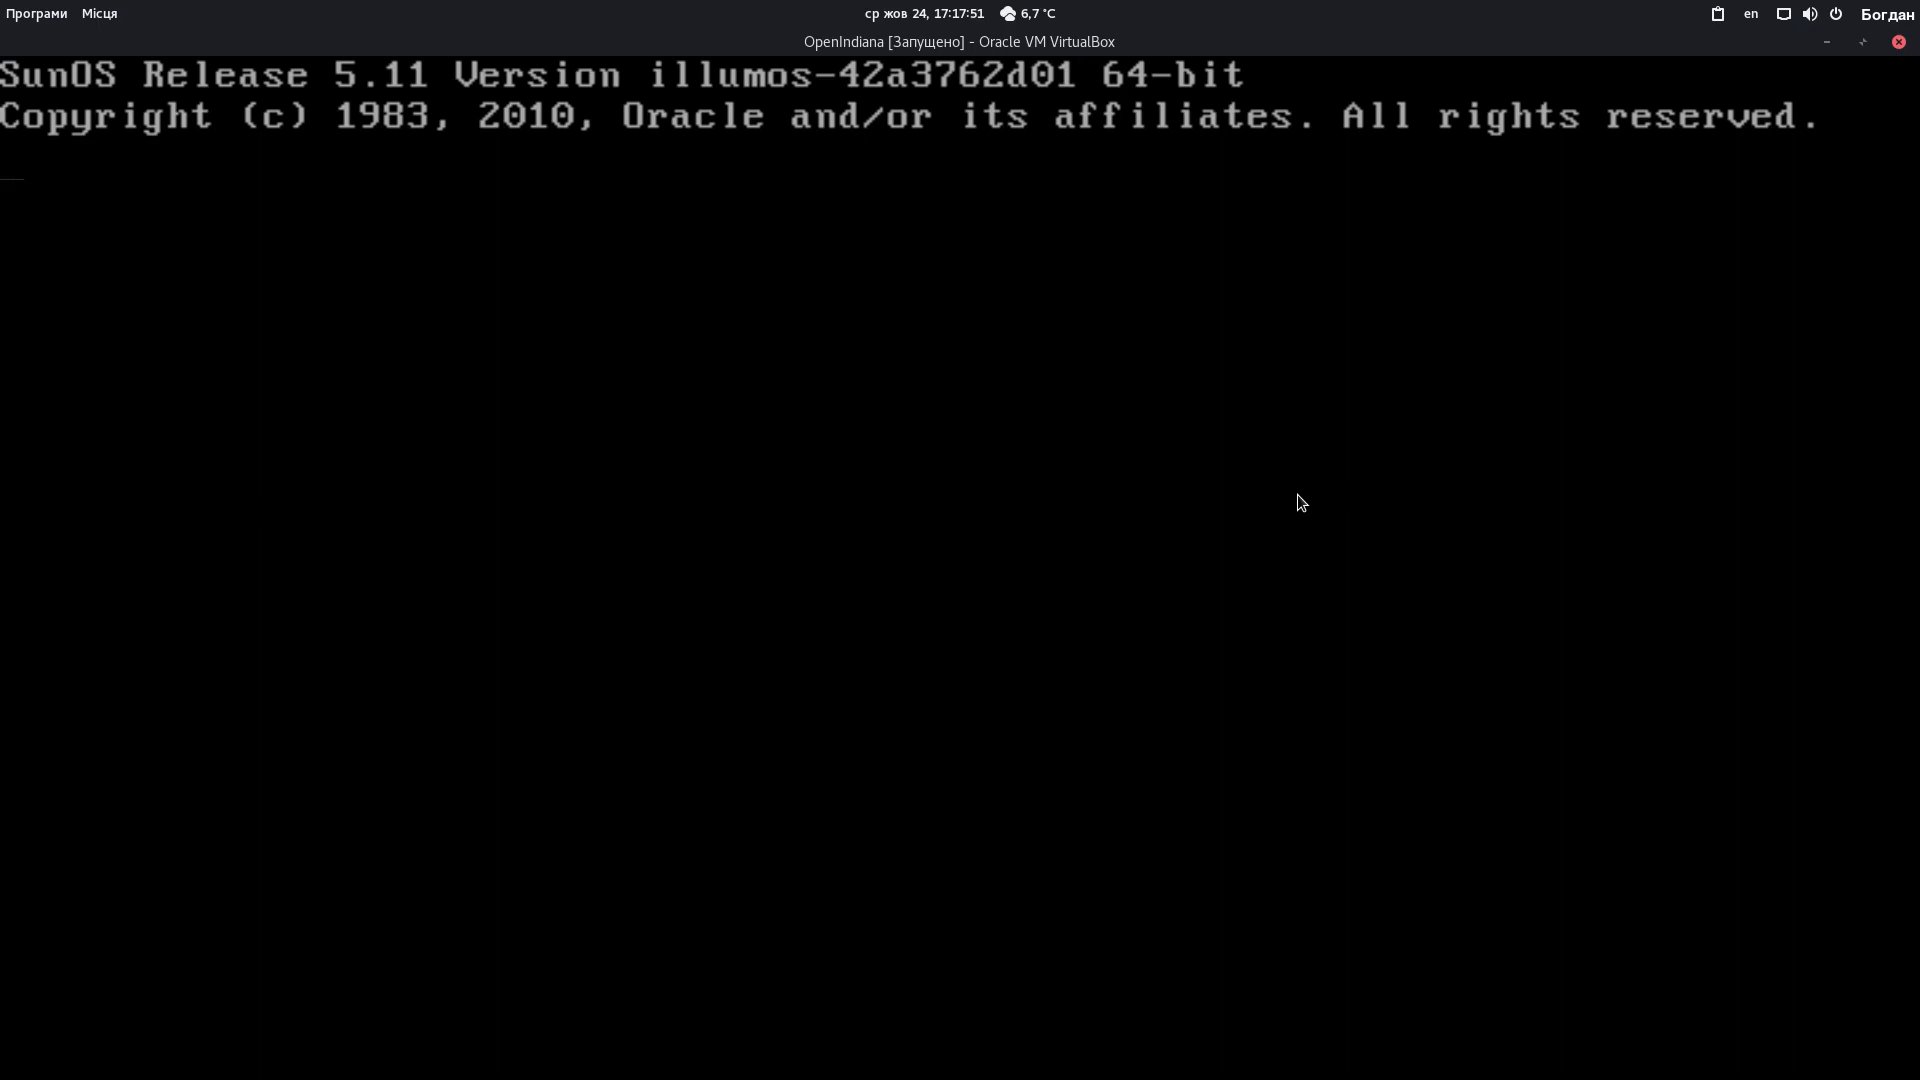 Програми Місця ср жов 24, 17:17:51 6,7 °C en Богдан
OpenIndiana [Запущено] - Oracle VM VirtualBox
SunOS Release 5.11 Version illumos-42a3762d01 64-bit
Copyright (c) 1983, 2010, Oracle and/or its affiliates. All rights reserved.